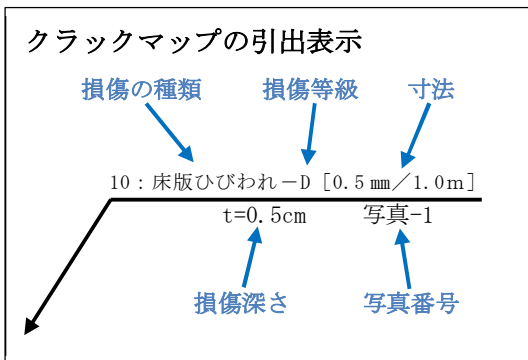 クラックマップの引出表示
損傷の種類 損傷等級 寸法
10：床版ひびわれ－D［0.5㎜／1.0m］
t=0.5cm 写真-1
損傷深さ 写真番号